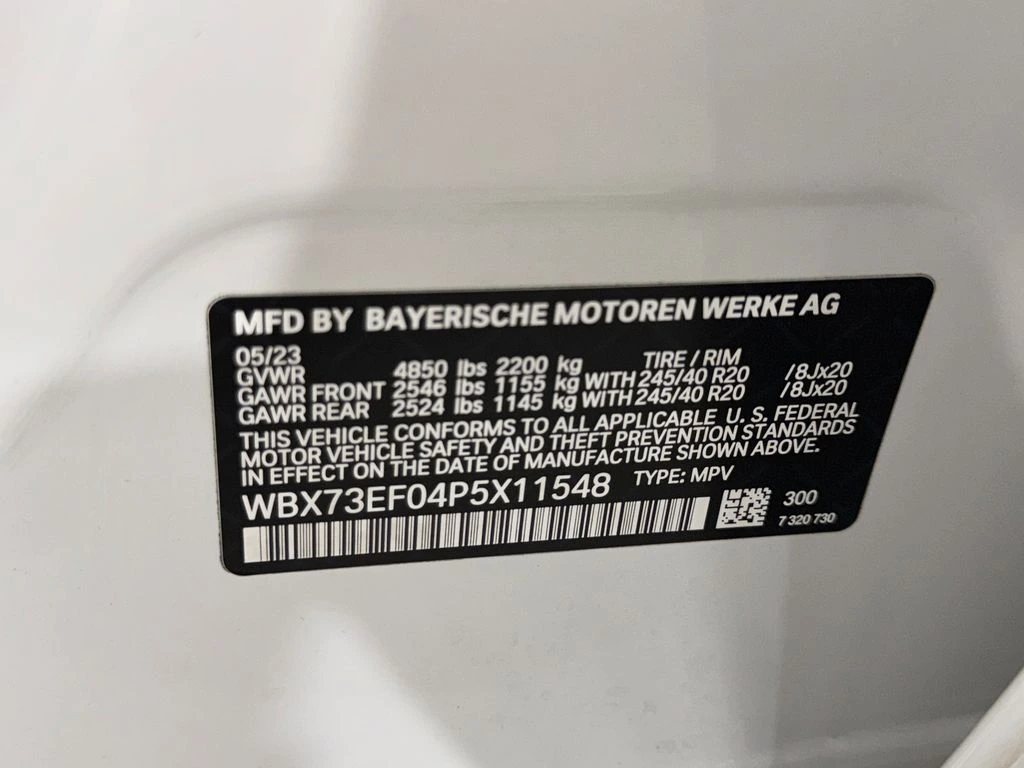 MFD BY BAYERISCHE MOTOREN WERKE AG
05/23 TIRE / RIM
GVWR 4850 lbs 2200 kg
GAWR FRONT 2546 lbs 1155 kg WITH 245/40 R20 /8Jx20
GAWR REAR 2524 lbs 1145 kg WITH 245/40 R20 /8Jx20
THIS VEHICLE CONFORMS TO ALL APPLICABLE U. S. FEDERAL
MOTOR VEHICLE SAFETY AND THEFT PREVENTION STANDARDS
IN EFFECT ON THE DATE OF MANUFACTURE SHOWN ABOVE.
WBX73EF04P5X11548 TYPE: MPV
300
7 320 730